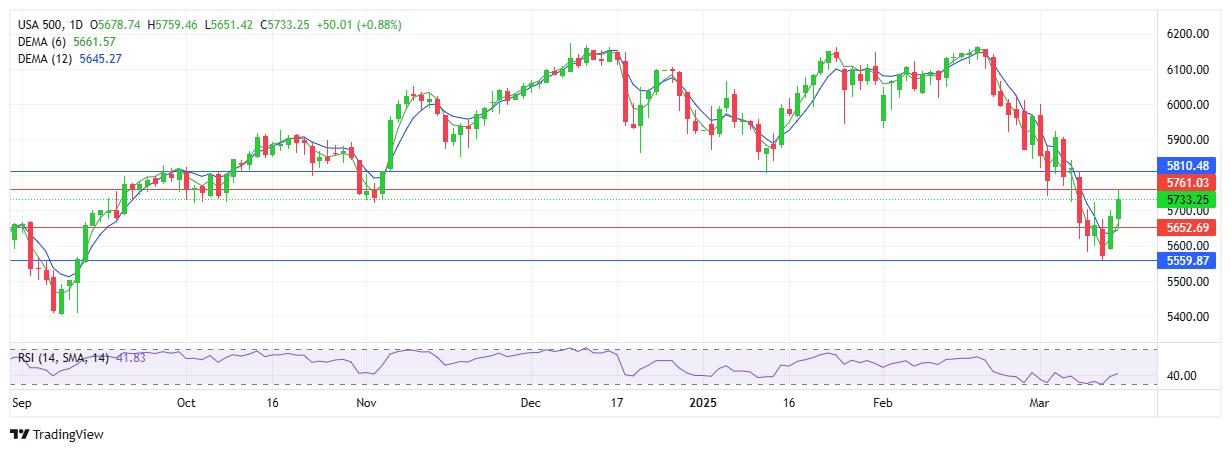 USA 500, 1D O5678.74 H5759.46 L5651.42 C5733.25 +50.01 (+0.88%)
DEMA (6) 5661.57
DEMA (12) 5645.27
6200.00
6100.00
6000.00
5900.00
5810.48
5761.03
5733.25
5700.00
5652.69
5600.00
5559.87
5500.00
5400.00
RSI (14, SMA, 14) 41.83
40.00
Sep Oct 16 Nov Dec 17 2025 16 Feb Mar
TradingView